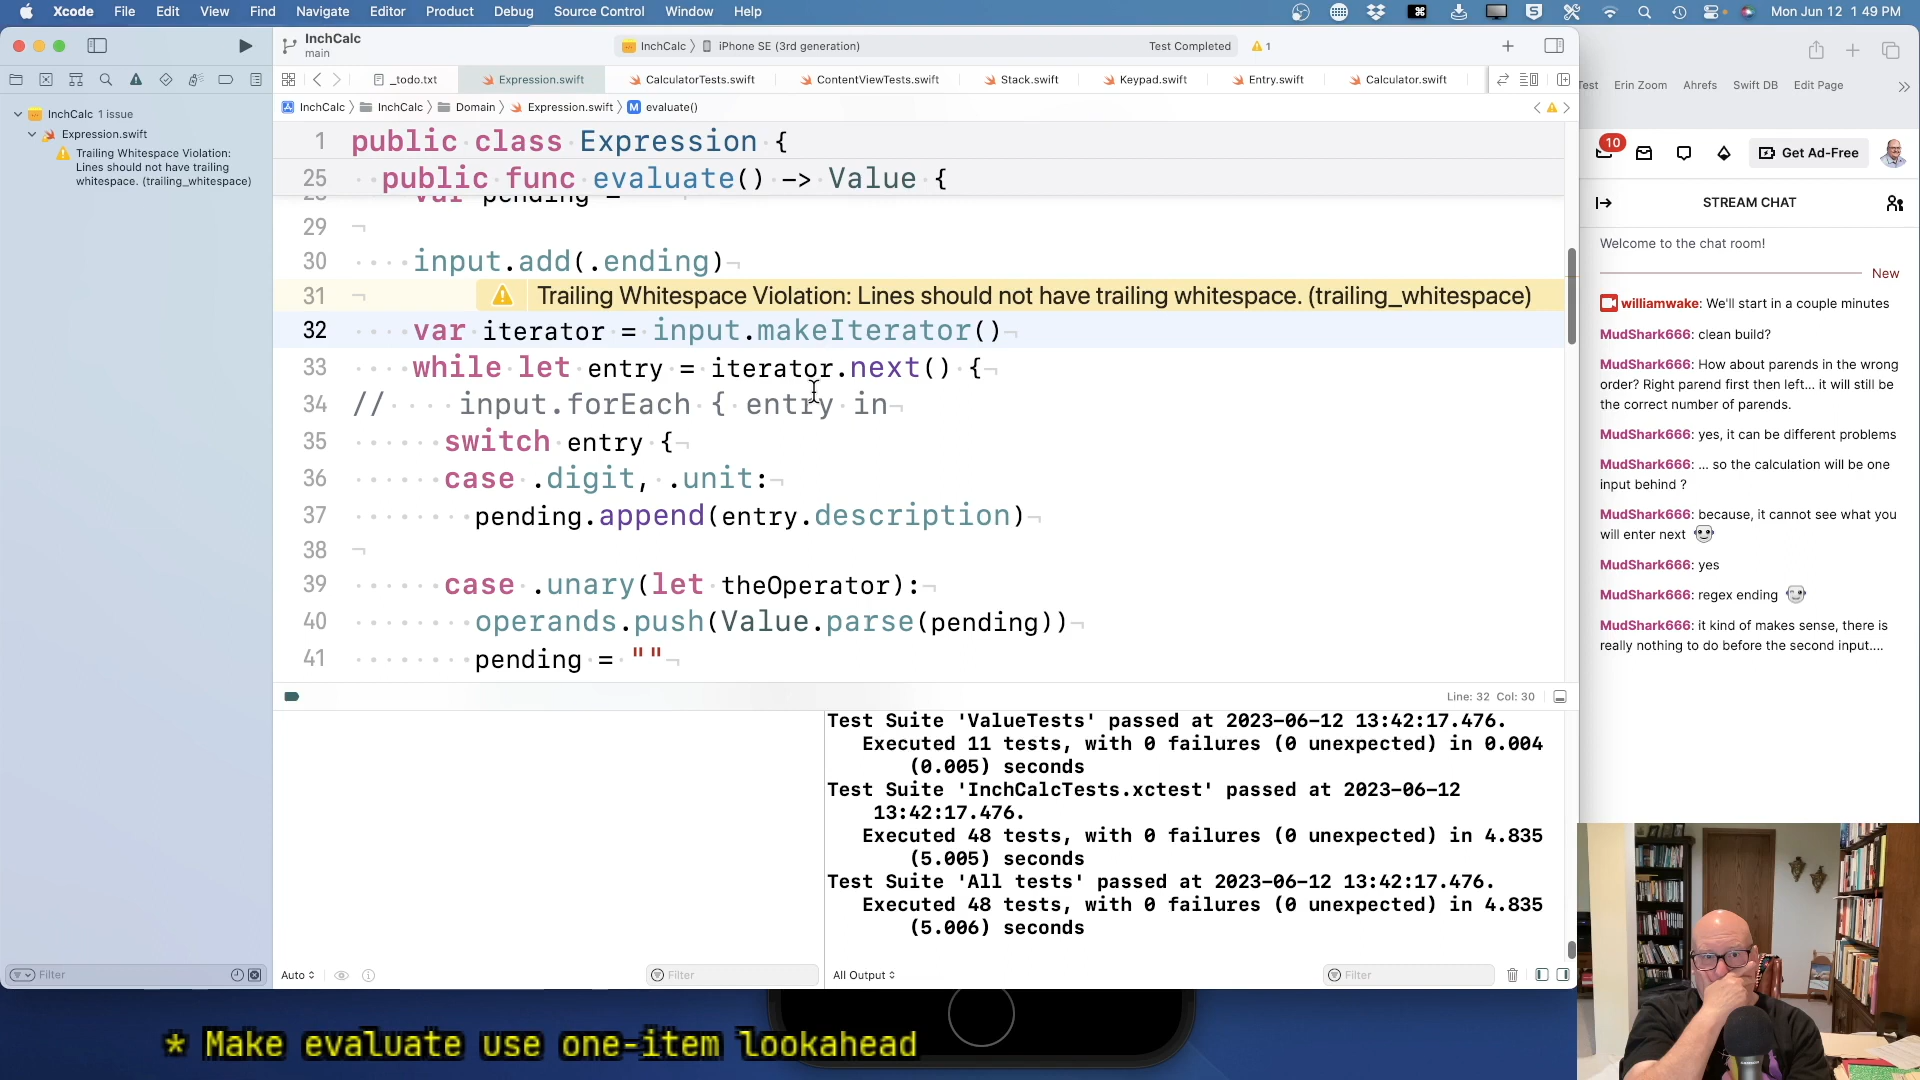 Xcode File Edit View Find Navigate Editor Product Debug Source Control Window Help
Mon Jun 12 1:49 PM
InchCalc
main
InchCalc iPhone SE (3rd generation)
Test Completed
1
_todo.txt
Expression.swift
CalculatorTests.swift
ContentViewTests.swift
Stack.swift
Keypad.swift
Entry.swift
Calculator.swift
InchCalc InchCalc Domain Expression.swift M evaluate()
InchCalc 1 issue
Expression.swift
Trailing Whitespace Violation:
Lines should not have trailing
whitespace. (trailing_whitespace)
1 public class Expression {
25 public func evaluate() -> Value {
29
30 input.add(.ending)
31 Trailing Whitespace Violation: Lines should not have trailing whitespace. (trailing_whitespace)
32 var iterator = input.makeIterator()
33 while let entry = iterator.next() {
34 // input.forEach { entry in
35 switch entry {
36 case .digit, .unit:
37 pending.append(entry.description)
38
39 case .unary(let theOperator):
40 operands.push(Value.parse(pending))
41 pending = ""
Line: 32 Col: 30
Test Suite 'ValueTests' passed at 2023-06-12 13:42:17.476.
Executed 11 tests, with 0 failures (0 unexpected) in 0.004
(0.005) seconds
Test Suite 'InchCalcTests.xctest' passed at 2023-06-12
13:42:17.476.
Executed 48 tests, with 0 failures (0 unexpected) in 4.835
(5.005) seconds
Test Suite 'All tests' passed at 2023-06-12 13:42:17.476.
Executed 48 tests, with 0 failures (0 unexpected) in 4.835
(5.006) seconds
Filter
Auto
Filter
All Output
Filter
* Make evaluate use one-item lookahead
Erin Zoom Ahrefs Swift DB Edit Page
10
Get Ad-Free
STREAM CHAT
Welcome to the chat room!
New
williamwake: We'll start in a couple minutes
MudShark666: clean build?
MudShark666: How about parends in the wrong
order? Right parend first then left... it will still be
the correct number of parends.
MudShark666: yes, it can be different problems
MudShark666: ... so the calculation will be one
input behind ?
MudShark666: because, it cannot see what you
will enter next
MudShark666: yes
MudShark666: regex ending
MudShark666: it kind of makes sense, there is
really nothing to do before the second input....